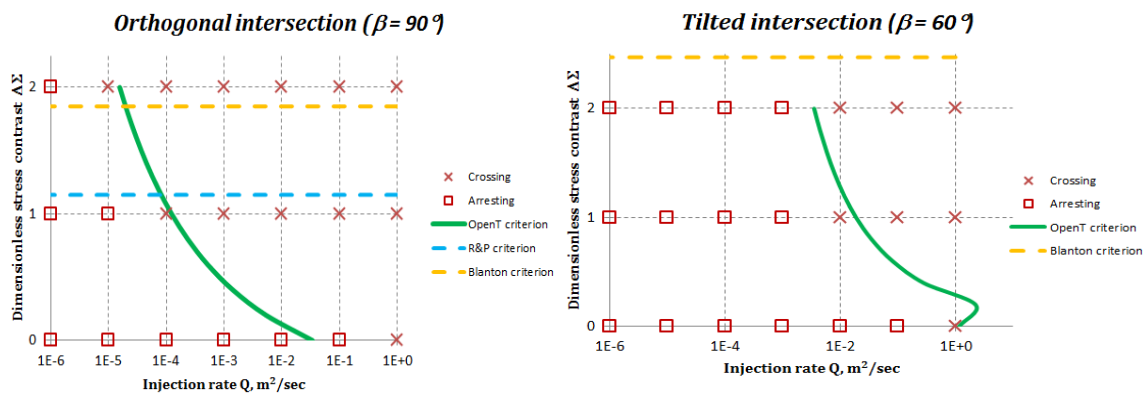 Orthogonal intersection (β= 90°)
Dimensionless stress contrast ΔΣ
2
1
0
1E-6 1E-5 1E-4 1E-3 1E-2 1E-1 1E+0
Injection rate Q, m²/sec
Crossing
Arresting
OpenT criterion
R&P criterion
Blanton criterion
Tilted intersection (β= 60°)
Dimensionless stress contrast ΔΣ
2
1
0
1E-6 1E-4 1E-2 1E+0
Injection rate Q, m²/sec
Crossing
Arresting
OpenT criterion
Blanton criterion